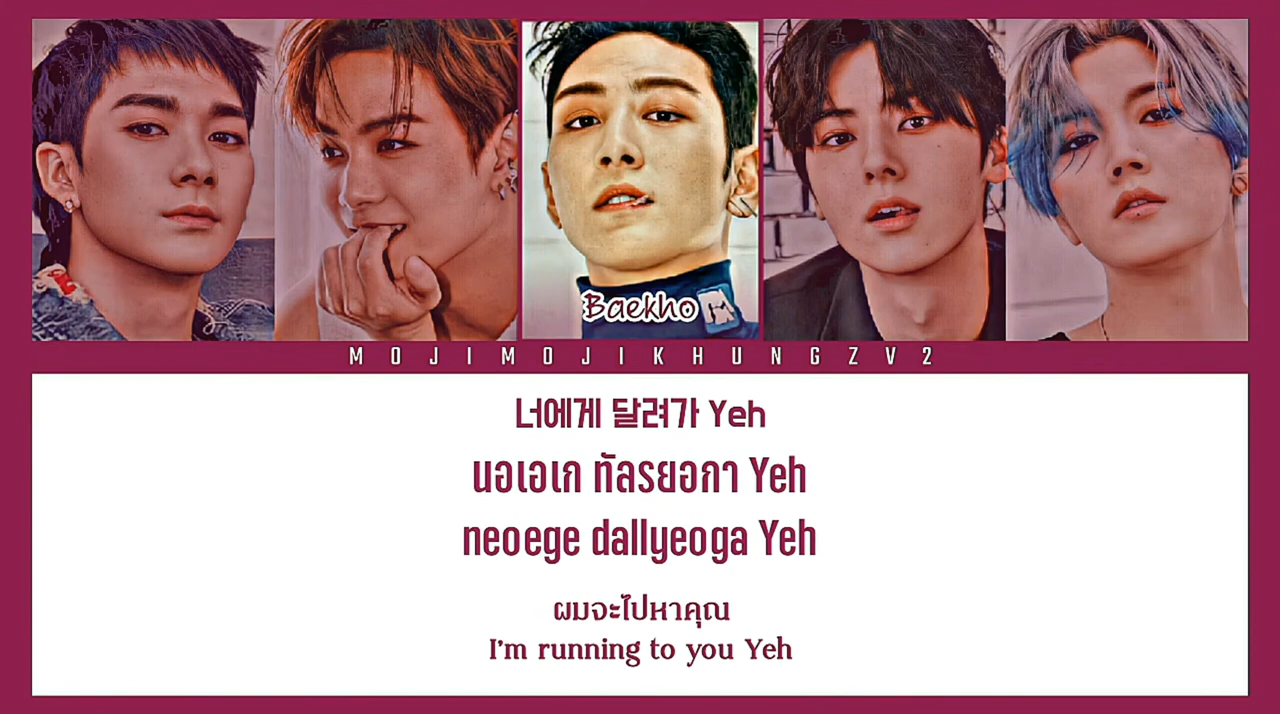 Baekho
MOJIMOJIKHUNGZV2
너에게 달려가 Yeh
นอเอเก ทัลรยอกา Yeh
neoege dallyeoga Yeh
ผมจะไปหาคุณ
I'm running to you Yeh